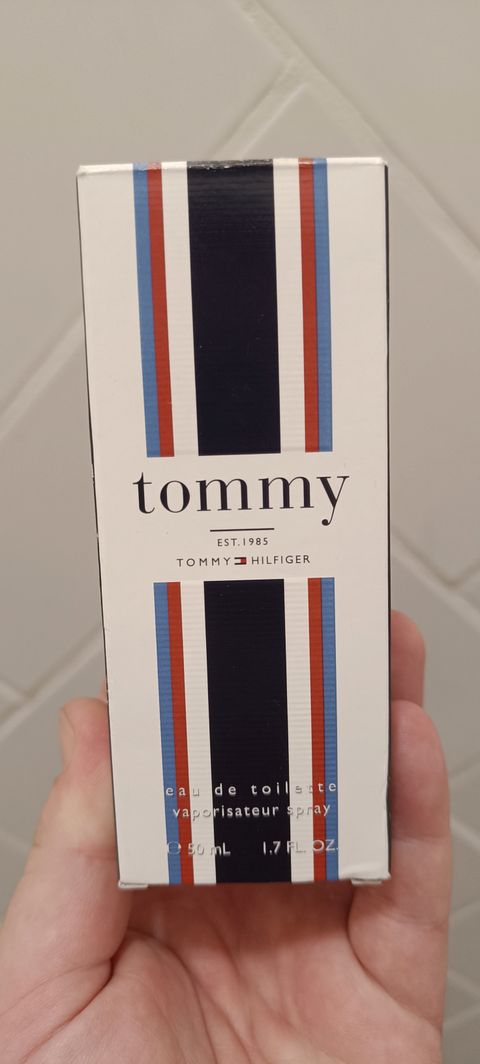 tommy
EST. 1985
TOMMY HILFIGER
eau de toilette
vaporisateur spray
℮ 50 mL 1.7 FL. OZ.